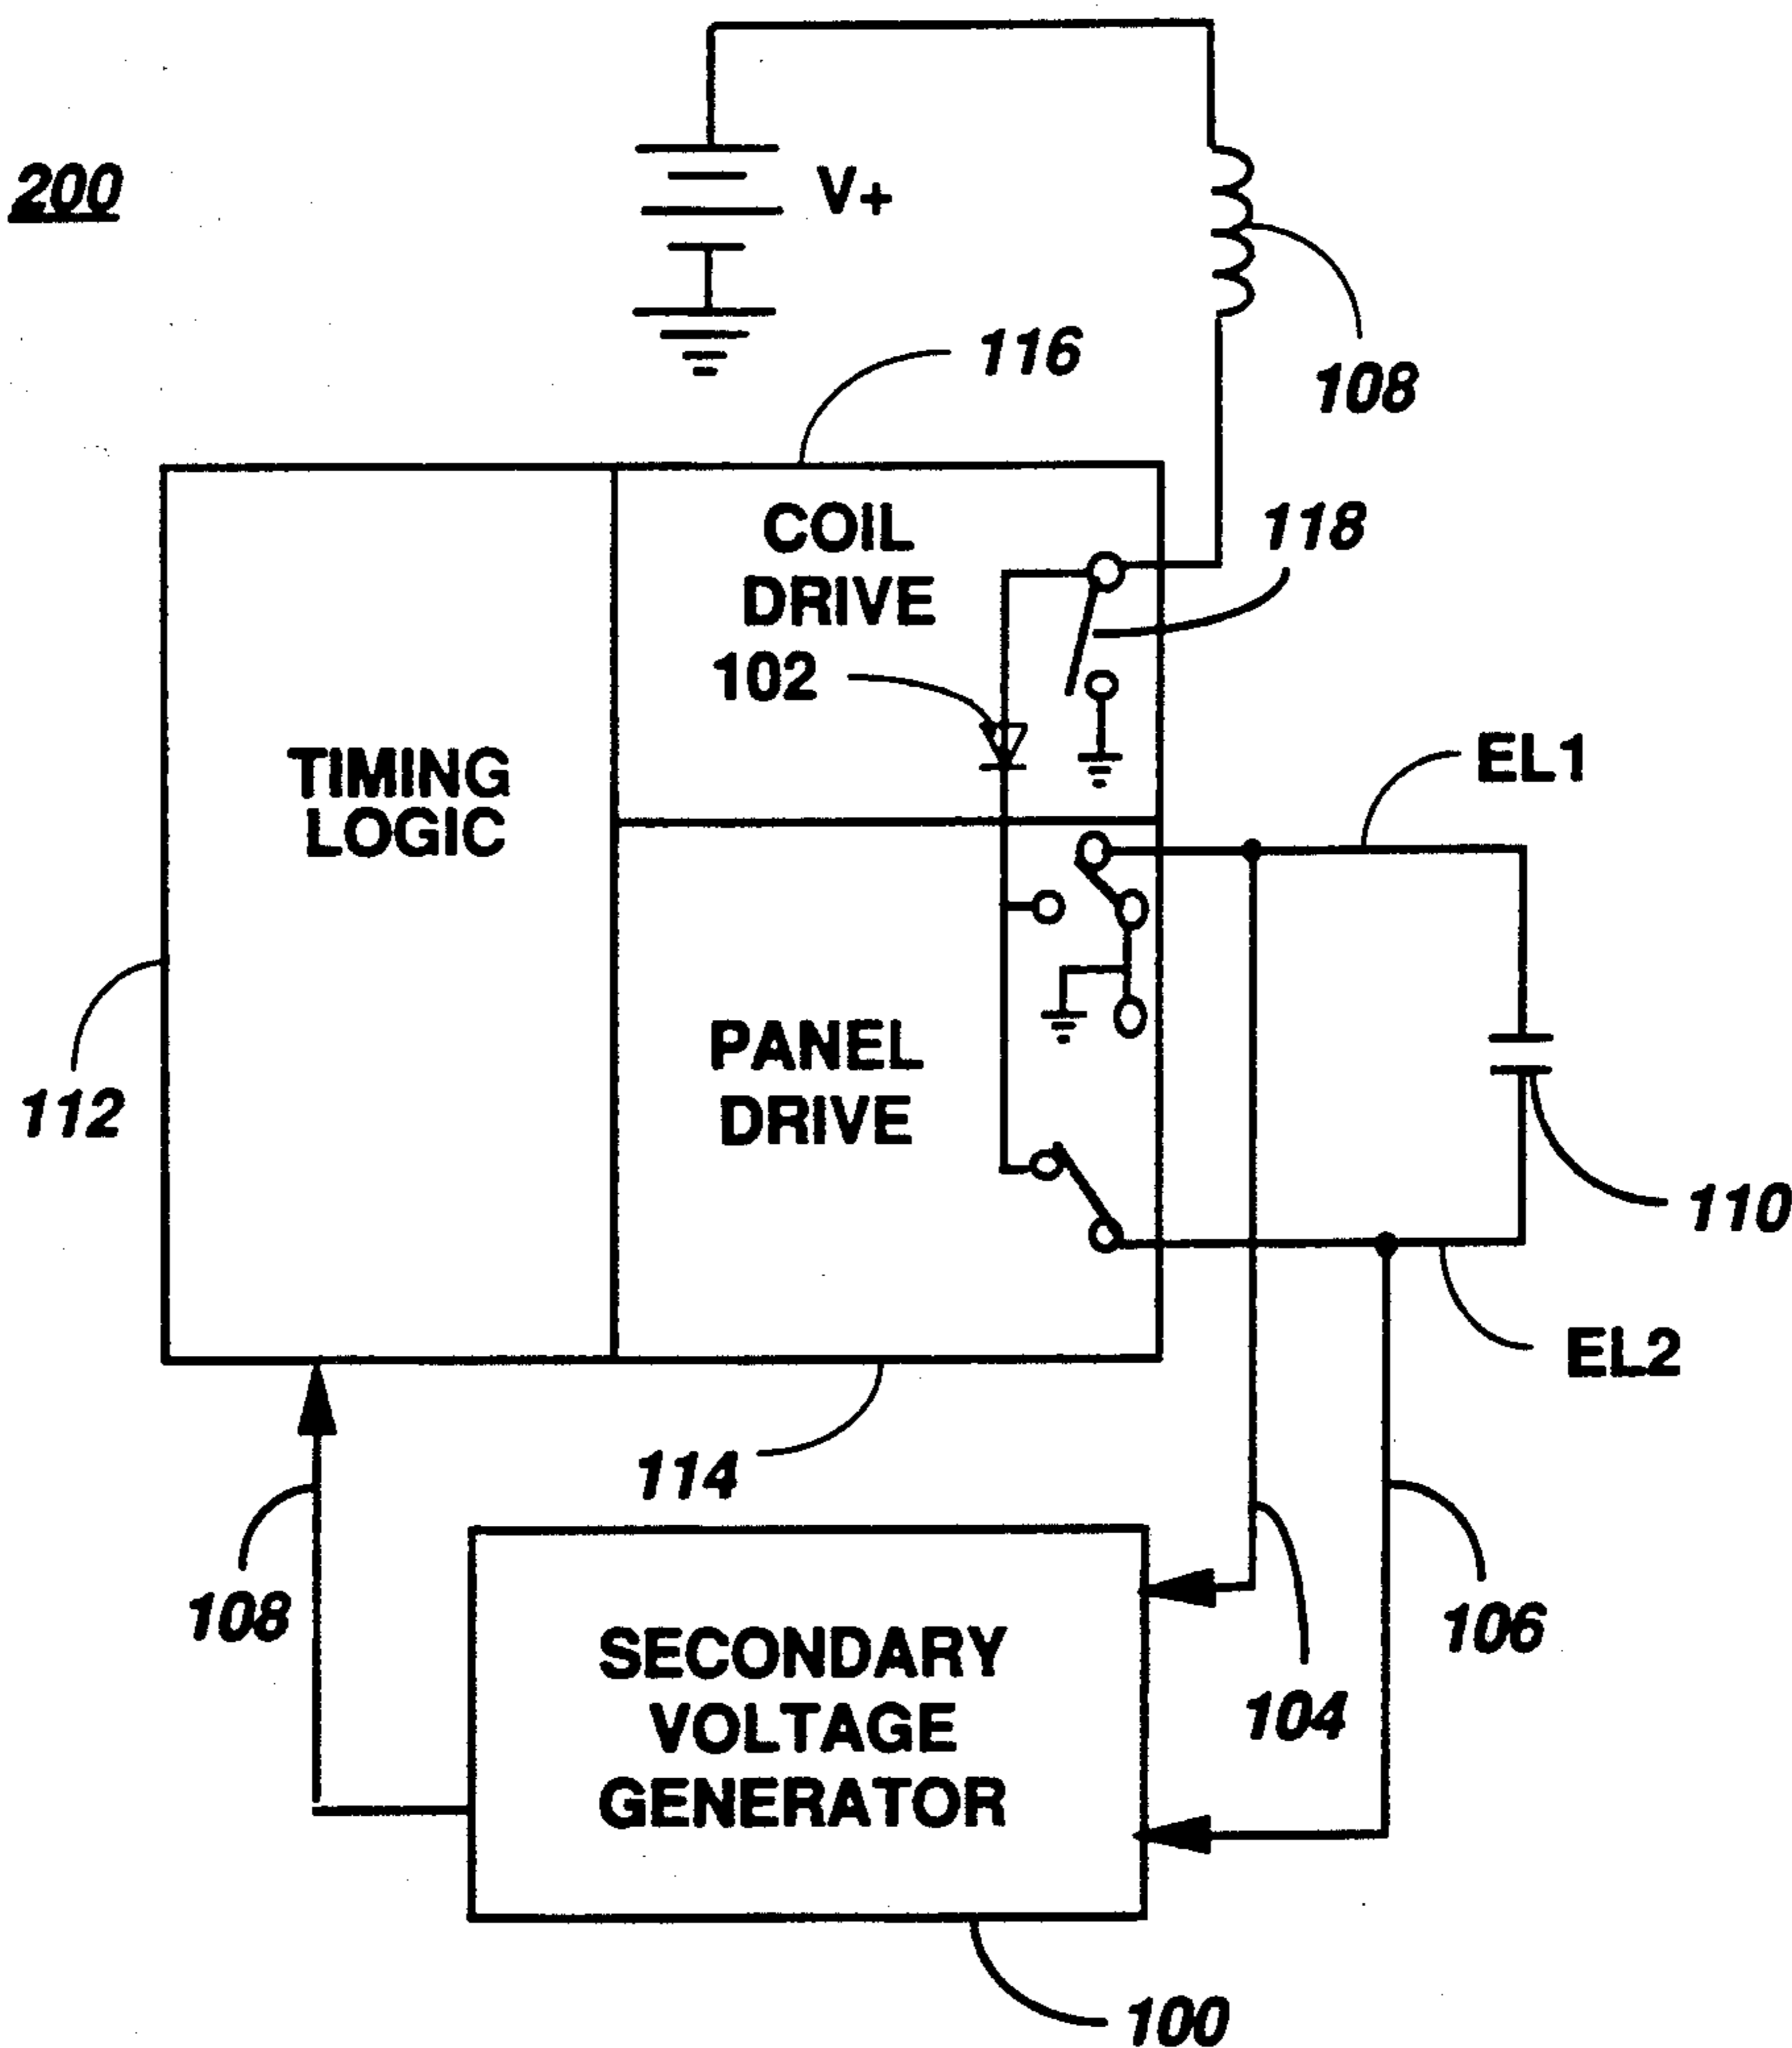 200
V+
116
108
COIL
DRIVE
118
102
TIMING
LOGIC
EL1
PANEL
DRIVE
112
110
EL2
114
108
SECONDARY
VOLTAGE
GENERATOR
106
104
100